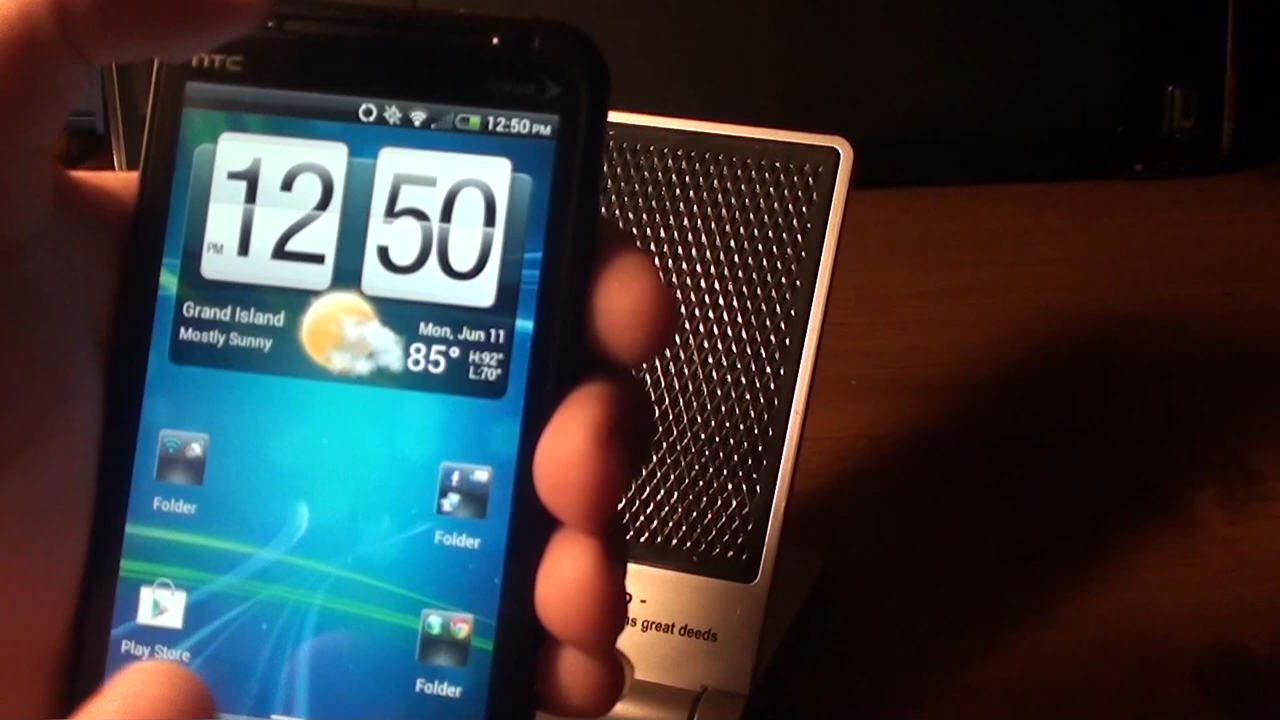 HTC
12:50 PM
PM 12 50
Grand Island
Mostly Sunny
Mon, Jun 11
85° H:92°
L:70°
Folder
Folder
Play Store
Folder
great deeds